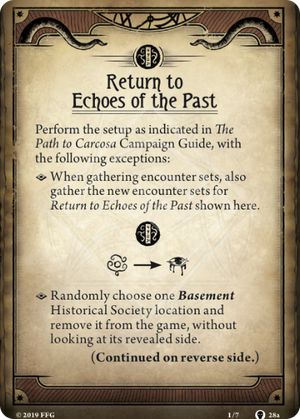 Return to
Echoes of the Past
Perform the setup as indicated in The
Path to Carcosa Campaign Guide, with
the following exceptions:
When gathering encounter sets, also
gather the new encounter sets for
Return to Echoes of the Past shown here.
Randomly choose one Basement
Historical Society location and
remove it from the game, without
looking at its revealed side.
(Continued on reverse side.)
© 2019 FFG
1/7
28a